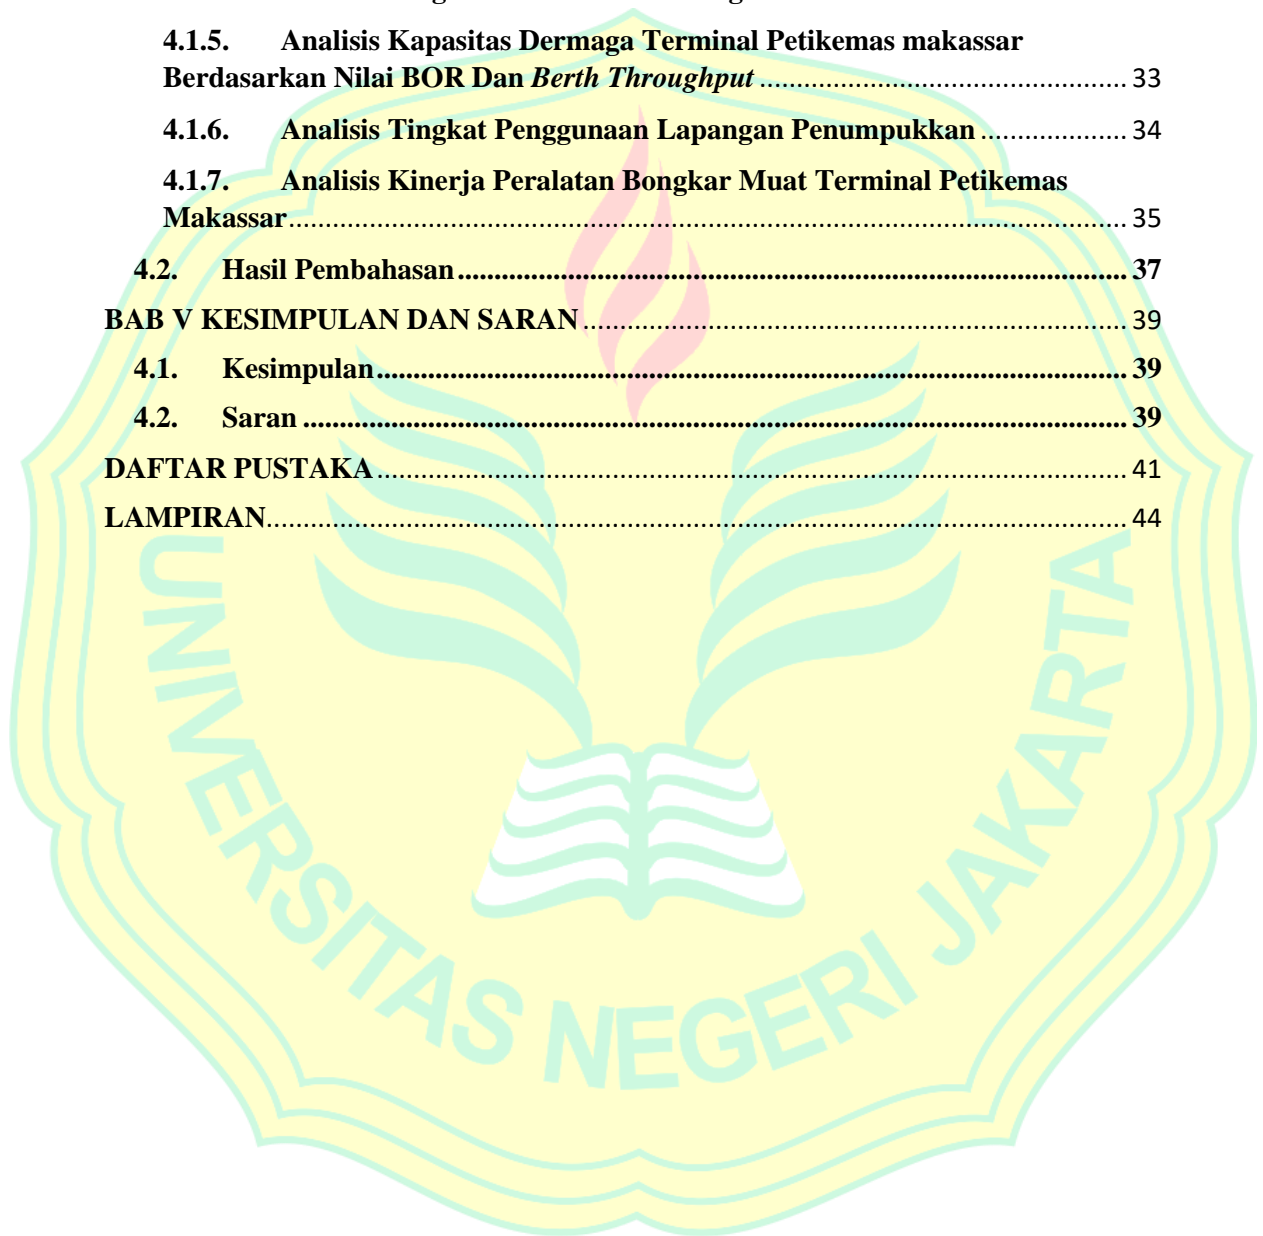 4.1.5. Analisis Kapasitas Dermaga Terminal Petikemas makassar
Berdasarkan Nilai BOR Dan Berth Throughput ........................................ 33
4.1.6. Analisis Tingkat Penggunaan Lapangan Penumpukkan .................... 34
4.1.7. Analisis Kinerja Peralatan Bongkar Muat Terminal Petikemas
Makassar ........................................ 35
4.2. Hasil Pembahasan ........................................ 37
BAB V KESIMPULAN DAN SARAN ........................................ 39
4.1. Kesimpulan ........................................ 39
4.2. Saran ........................................ 39
DAFTAR PUSTAKA ........................................ 41
LAMPIRAN ........................................ 44
UNIVERSITAS NEGERI JAKARTA